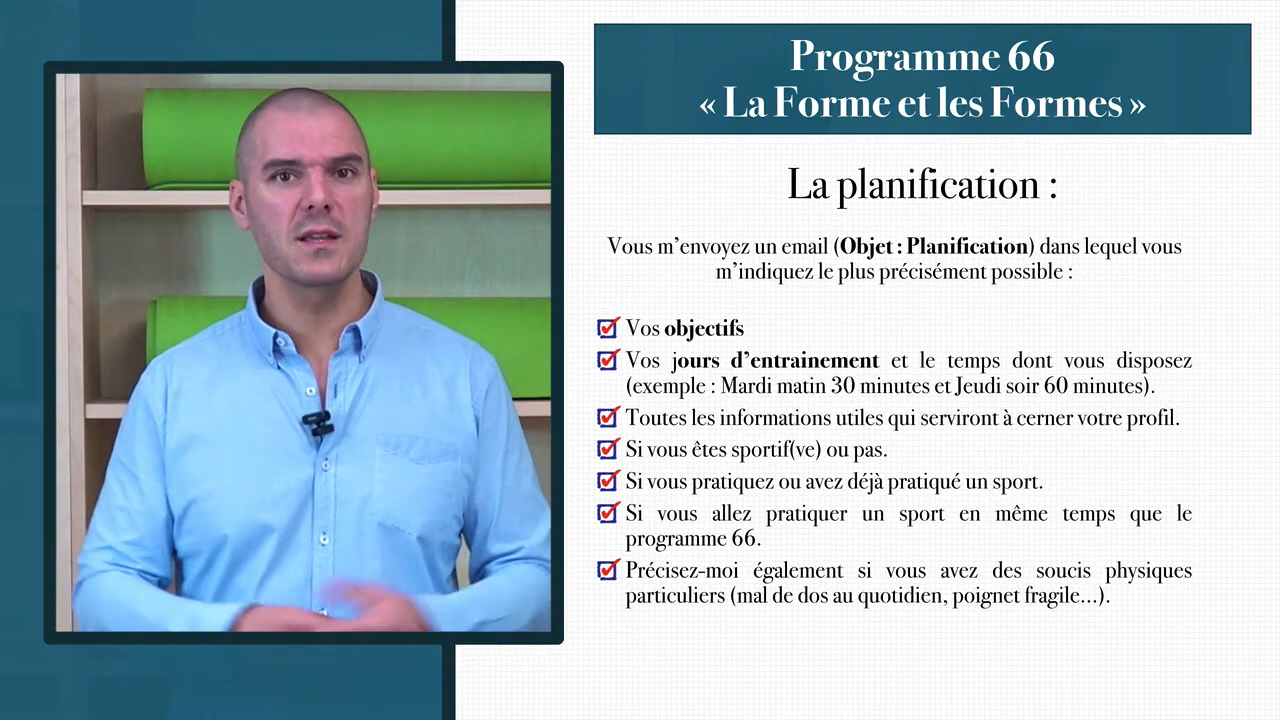 Programme 66
« La Forme et les Formes »
La planification :
Vous m’envoyez un email (Objet : Planification) dans lequel vous
m’indiquez le plus précisément possible :
Vos objectifs
Vos jours d’entrainement et le temps dont vous disposez
(exemple : Mardi matin 30 minutes et Jeudi soir 60 minutes).
Toutes les informations utiles qui serviront à cerner votre profil.
Si vous êtes sportif(ve) ou pas.
Si vous pratiquez ou avez déjà pratiqué un sport.
Si vous allez pratiquer un sport en même temps que le
programme 66.
Précisez-moi également si vous avez des soucis physiques
particuliers (mal de dos au quotidien, poignet fragile…).